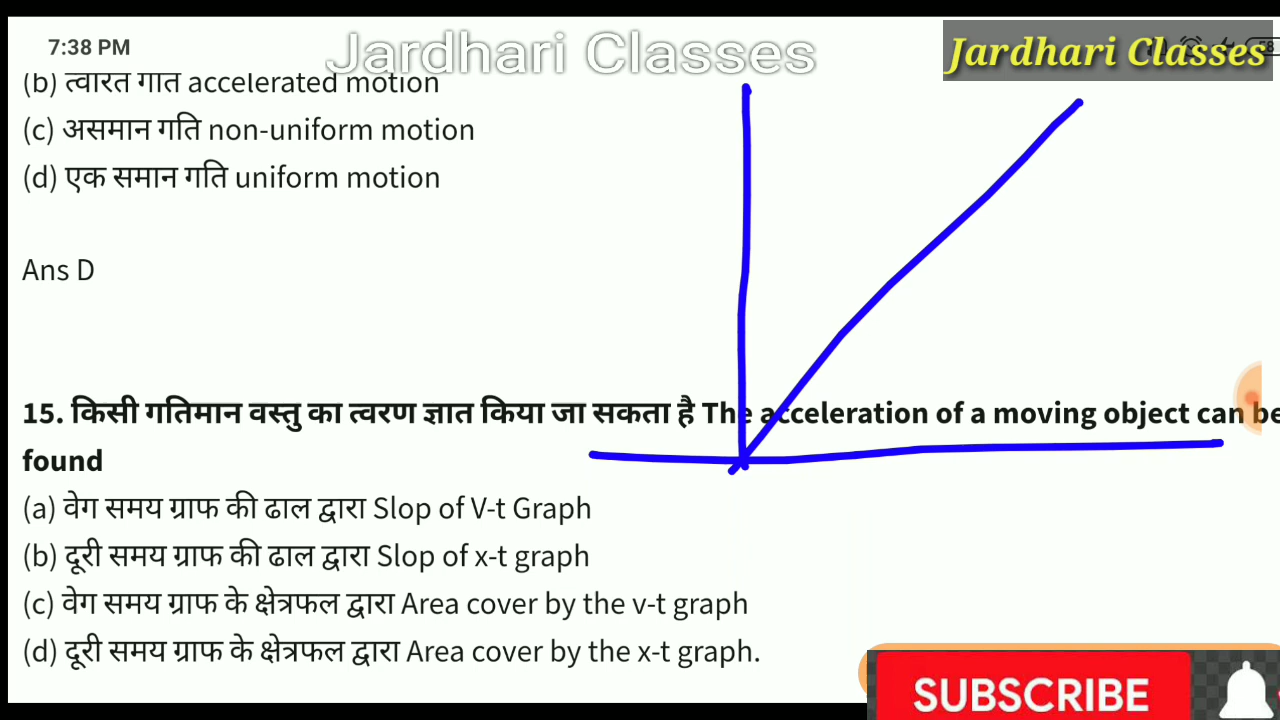 7:38 PM
Jardhari Classes
Jardhari Classes
58
(b) त्वरित गति accelerated motion
(c) असमान गति non-uniform motion
(d) एक समान गति uniform motion
Ans D
15. किसी गतिमान वस्तु का त्वरण ज्ञात किया जा सकता है The acceleration of a moving object can be
found
(a) वेग समय ग्राफ की ढाल द्वारा Slop of V-t Graph
(b) दूरी समय ग्राफ की ढाल द्वारा Slop of x-t graph
(c) वेग समय ग्राफ के क्षेत्रफल द्वारा Area cover by the v-t graph
(d) दूरी समय ग्राफ के क्षेत्रफल द्वारा Area cover by the x-t graph.
SUBSCRIBE